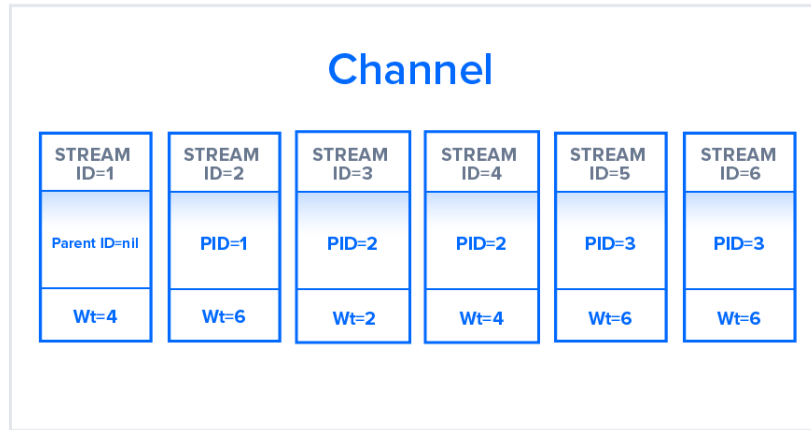 Channel
STREAM
ID=1
Parent ID=nil
Wt=4
STREAM
ID=2
PID=1
Wt=6
STREAM
ID=3
PID=2
Wt=2
STREAM
ID=4
PID=2
Wt=4
STREAM
ID=5
PID=3
Wt=6
STREAM
ID=6
PID=3
Wt=6